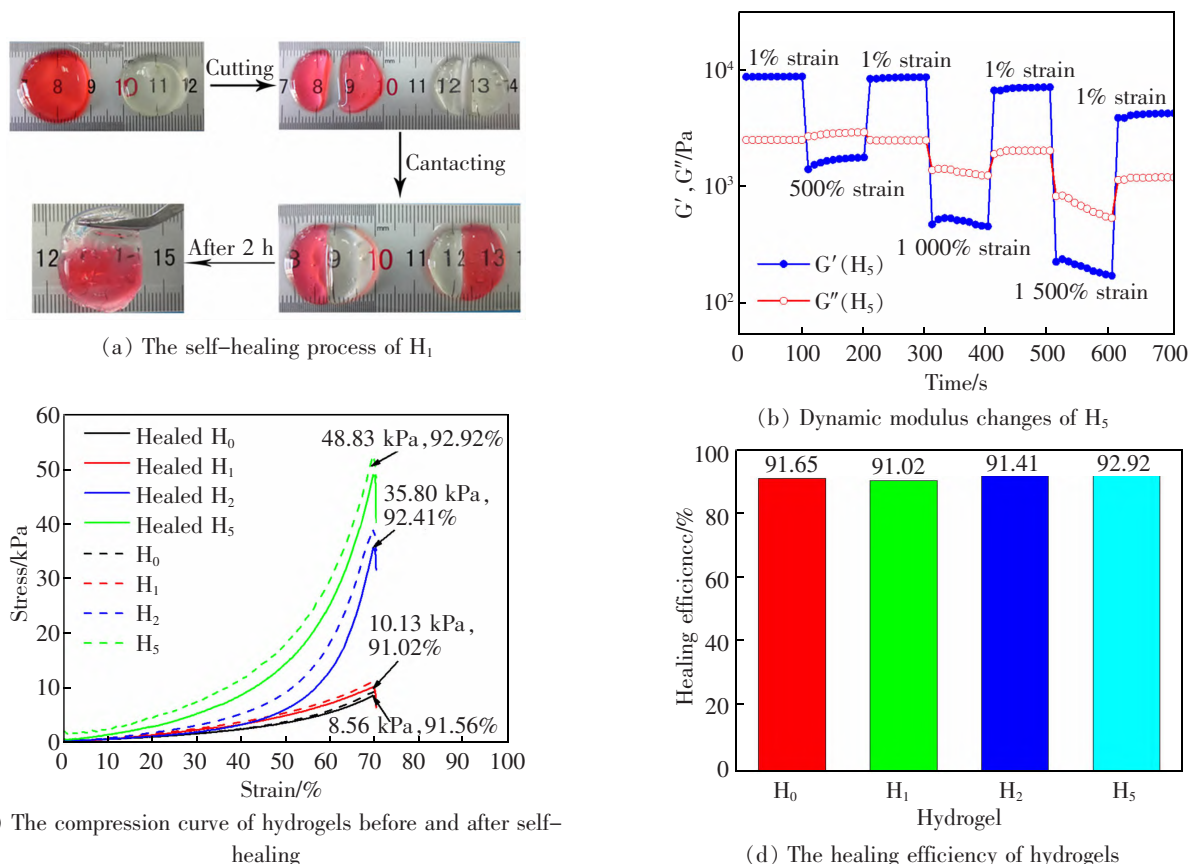 7 8 9 10 11 12
Cutting
7 8 9 10 11 12 13 14
mm
Cantacting
12 15
After 2 h
8 9 10 11 12 13
mm
(a) The self-healing process of H₁
G′, G″/Pa
10⁴
10³
10²
1% strain
1% strain
1% strain
1% strain
500% strain
1 000% strain
1 500% strain
G′(H₅)
G″(H₅)
0 100 200 300 400 500 600 700
Time/s
(b) Dynamic modulus changes of H₅
Stress/kPa
60
50
40
30
20
10
0
Healed H₀
Healed H₁
Healed H₂
Healed H₅
H₀
H₁
H₂
H₅
48.83 kPa, 92.92%
35.80 kPa,
92.41%
10.13 kPa,
91.02%
8.56 kPa, 91.56%
0 10 20 30 40 50 60 70 80 90 100
Strain/%
) The compression curve of hydrogels before and after self-
healing
Healing efficiencc/%
100
80
60
40
20
0
91.65 91.02 91.41 92.92
H₀ H₁ H₂ H₅
Hydrogel
(d) The healing efficiency of hydrogels